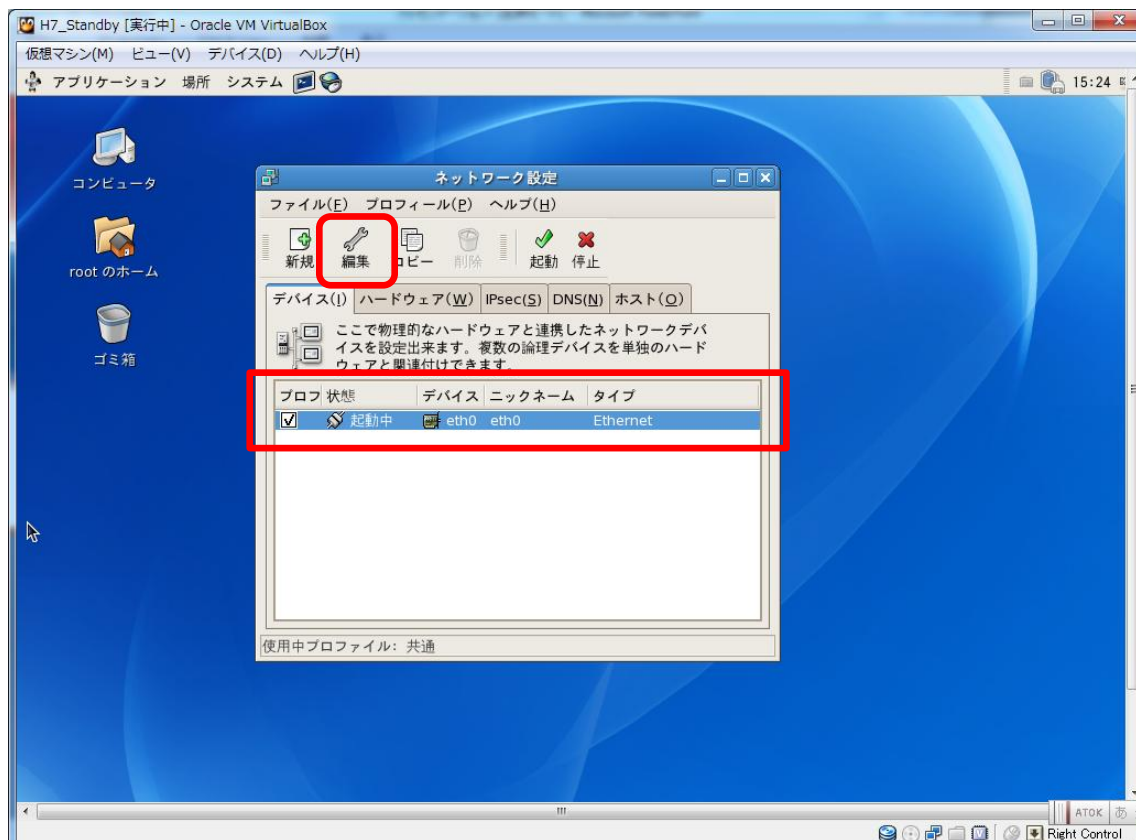 H7_Standby [実行中] - Oracle VM VirtualBox
仮想マシン(M) ビュー(V) デバイス(D) ヘルプ(H)
アプリケーション 場所 システム 15:24
コンピュータ
root のホーム
ゴミ箱
ネットワーク設定
ファイル(F) プロフィール(P) ヘルプ(H)
新規 編集 コピー 削除 起動 停止
デバイス(I) ハードウェア(W) IPsec(S) DNS(N) ホスト(O)
ここで物理的なハードウェアと連携したネットワークデバ
イスを設定出来ます。複数の論理デバイスを単独のハード
ウェアと関連付けできます.
プロフ 状態 デバイス ニックネーム タイプ
起動中 eth0 eth0 Ethernet
使用中プロファイル: 共通
ATOK あ
Right Control